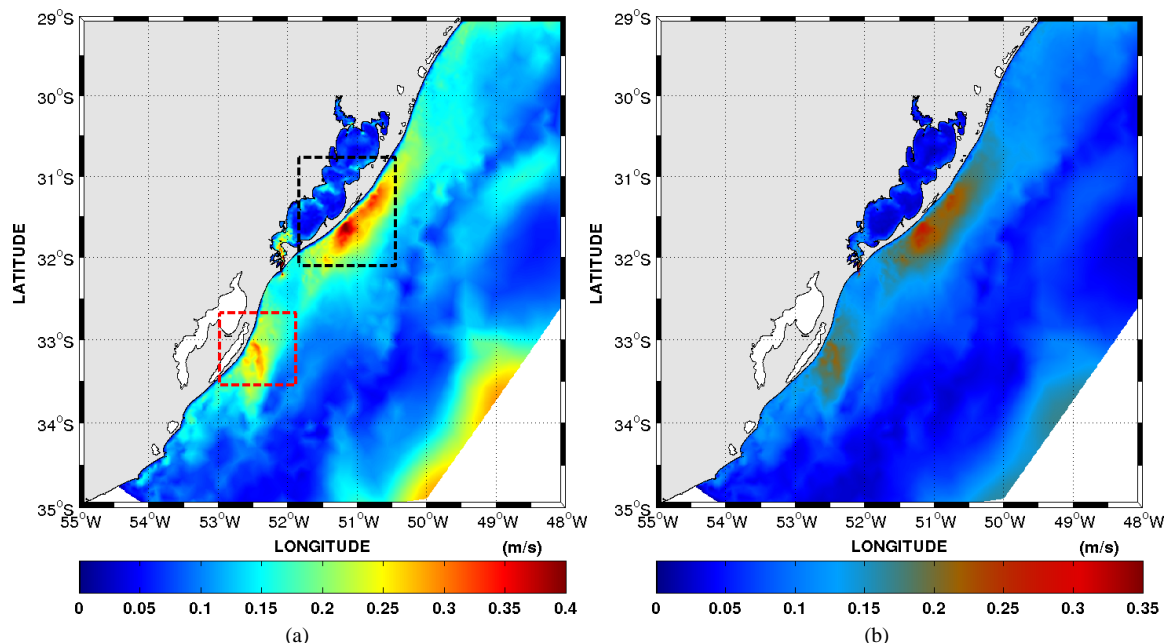 29°S
30°S
31°S
32°S
33°S
34°S
35°S
LATITUDE
55°W 54°W 53°W 52°W 51°W 50°W 49°W 48°W
LONGITUDE (m/s)
0 0.05 0.1 0.15 0.2 0.25 0.3 0.35 0.4
(a)
29°S
30°S
31°S
32°S
33°S
34°S
35°S
LATITUDE
55°W 54°W 53°W 52°W 51°W 50°W 49°W 48°W
LONGITUDE (m/s)
0 0.05 0.1 0.15 0.2 0.25 0.3 0.35
(b)